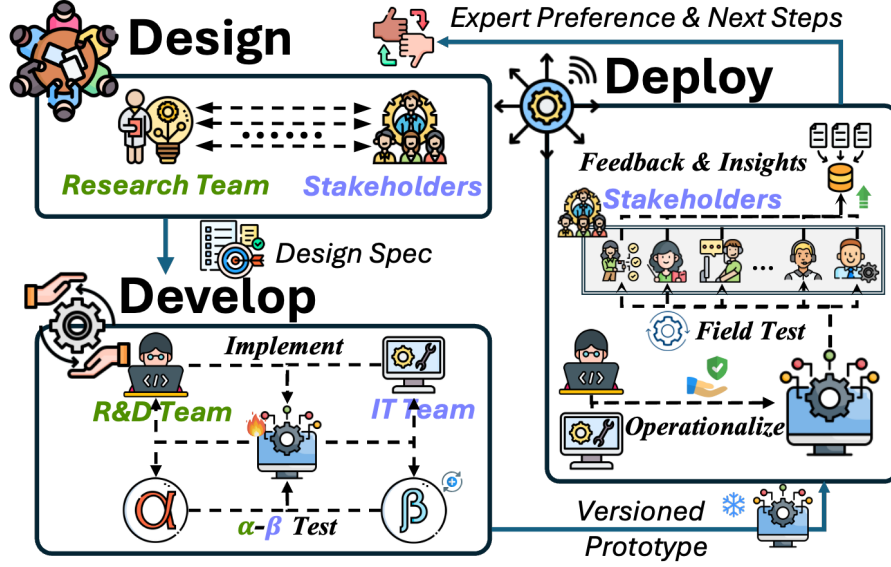 Design
Expert Preference & Next Steps
Research Team
Stakeholders
Design Spec
Deploy
Feedback & Insights
Stakeholders
...
Field Test
Operationalize
Develop
Implement
</>
R&D Team
IT Team
α
β
α-β Test
</>
Versioned
Prototype